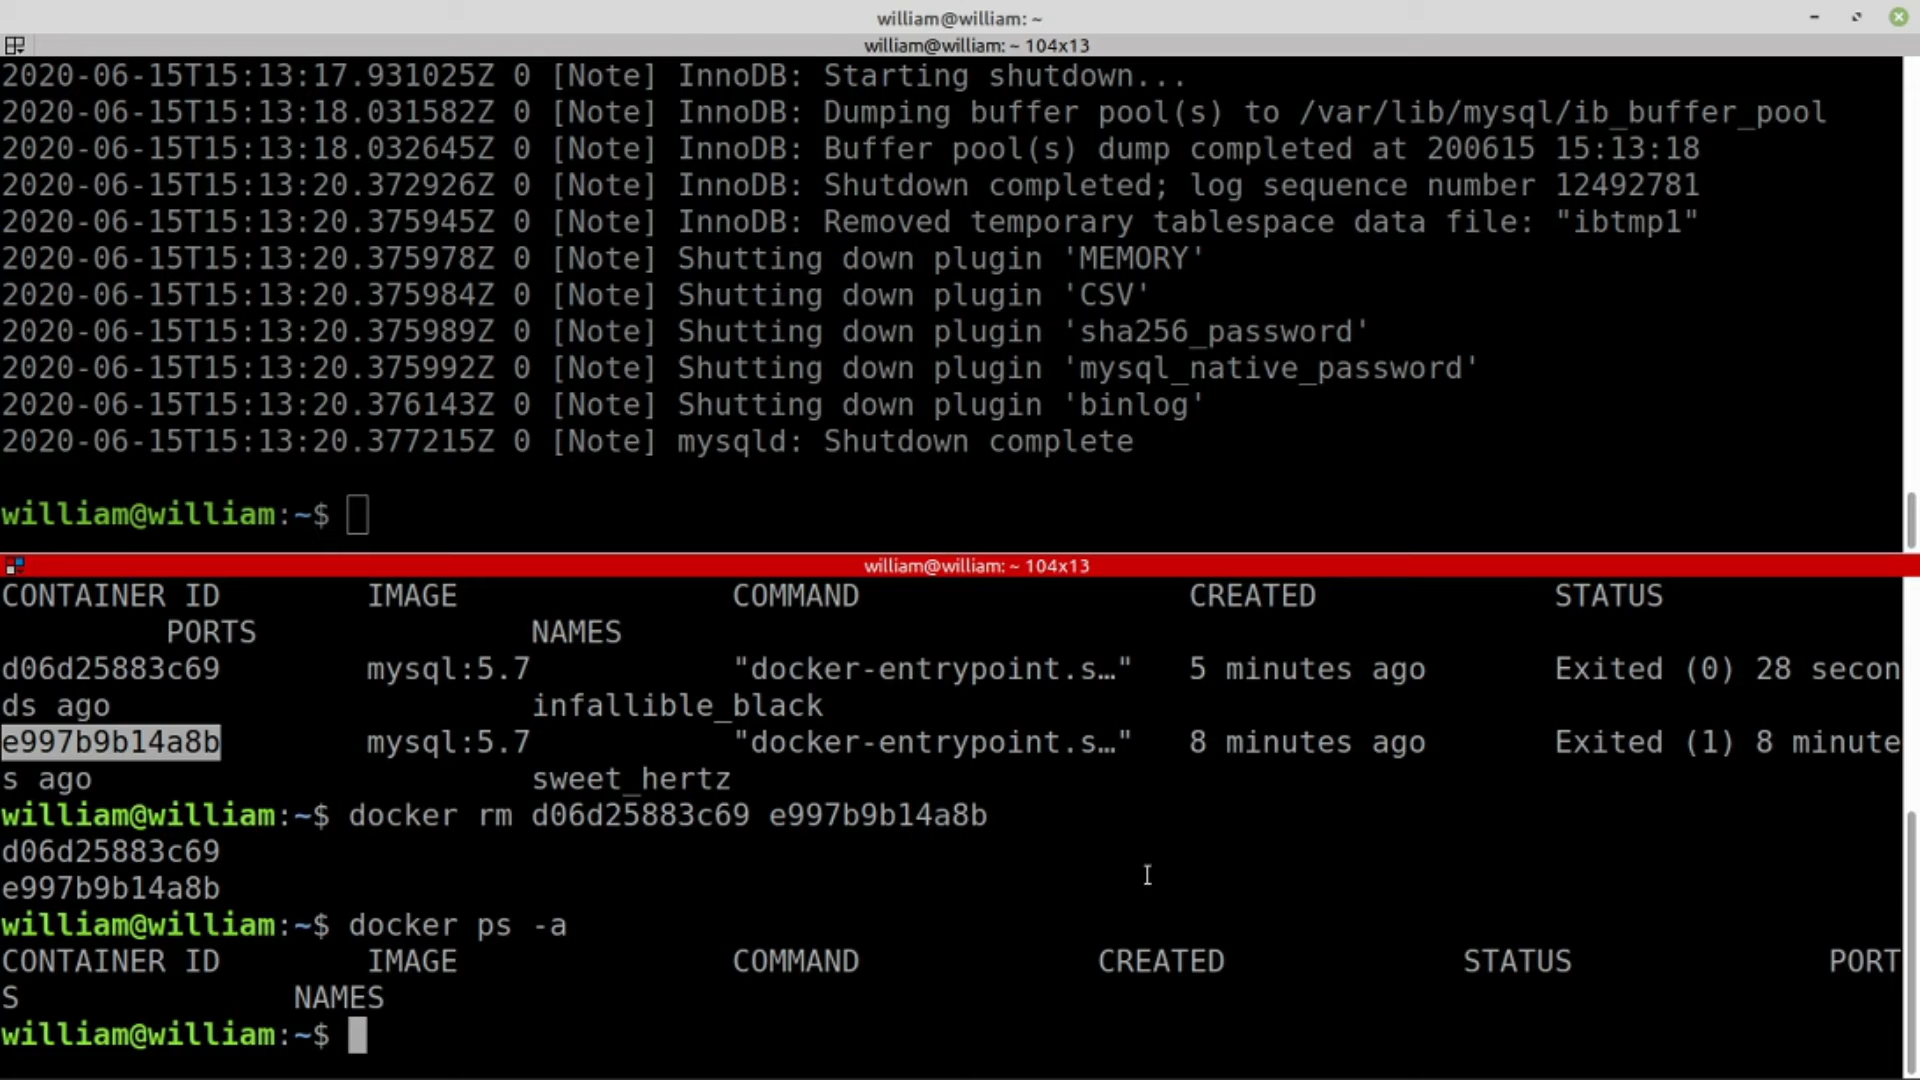 william@william: ~
william@william: ~ 104x13
2020-06-15T15:13:17.931025Z 0 [Note] InnoDB: Starting shutdown...
2020-06-15T15:13:18.031582Z 0 [Note] InnoDB: Dumping buffer pool(s) to /var/lib/mysql/ib_buffer_pool
2020-06-15T15:13:18.032645Z 0 [Note] InnoDB: Buffer pool(s) dump completed at 200615 15:13:18
2020-06-15T15:13:20.372926Z 0 [Note] InnoDB: Shutdown completed; log sequence number 12492781
2020-06-15T15:13:20.375945Z 0 [Note] InnoDB: Removed temporary tablespace data file: "ibtmp1"
2020-06-15T15:13:20.375978Z 0 [Note] Shutting down plugin 'MEMORY'
2020-06-15T15:13:20.375984Z 0 [Note] Shutting down plugin 'CSV'
2020-06-15T15:13:20.375989Z 0 [Note] Shutting down plugin 'sha256_password'
2020-06-15T15:13:20.375992Z 0 [Note] Shutting down plugin 'mysql_native_password'
2020-06-15T15:13:20.376143Z 0 [Note] Shutting down plugin 'binlog'
2020-06-15T15:13:20.377215Z 0 [Note] mysqld: Shutdown complete
william@william:~$
william@william: ~ 104x13
CONTAINER ID        IMAGE               COMMAND                  CREATED             STATUS
         PORTS               NAMES
d06d25883c69        mysql:5.7           "docker-entrypoint.s…"   5 minutes ago       Exited (0) 28 secon
ds ago                       infallible_black
e997b9b14a8b        mysql:5.7           "docker-entrypoint.s…"   8 minutes ago       Exited (1) 8 minute
s ago                        sweet_hertz
william@william:~$ docker rm d06d25883c69 e997b9b14a8b
d06d25883c69
e997b9b14a8b
william@william:~$ docker ps -a
CONTAINER ID        IMAGE               COMMAND             CREATED             STATUS              PORT
S               NAMES
william@william:~$